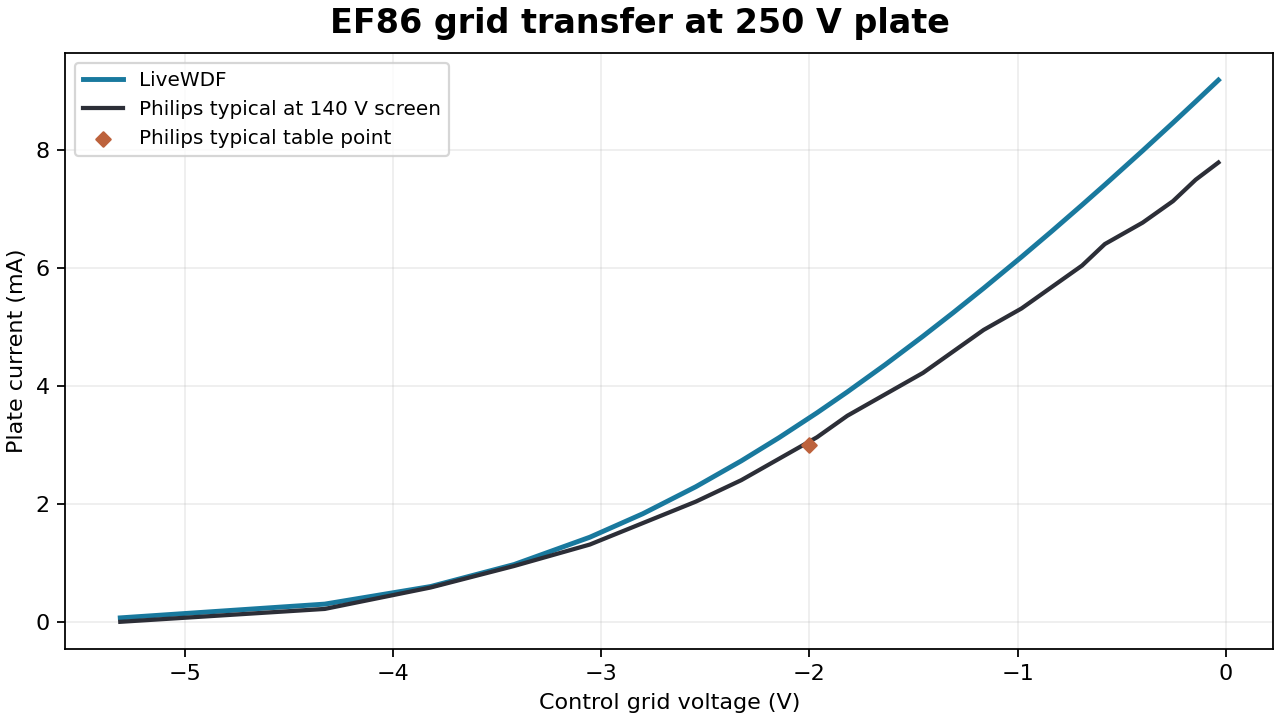 EF86 grid transfer at 250 V plate
LiveWDF
Philips typical at 140 V screen
Philips typical table point
Plate current (mA)
8
6
4
2
0
−5
−4
−3
−2
−1
0
Control grid voltage (V)